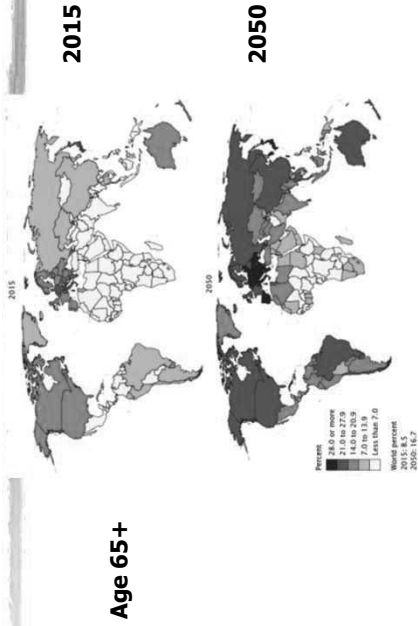 Age 65+
2015
2015
2050
2050
Percent
28.0 or more
21.0 to 27.9
14.0 to 20.9
7.0 to 13.9
Less than 7.0
World percent
2015: 8.5
2050: 16.7